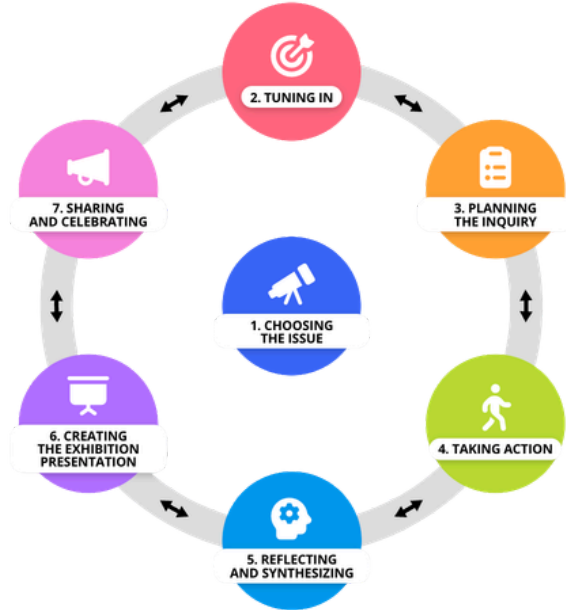 1. CHOOSING
THE ISSUE
2. TUNING IN
3. PLANNING
THE INQUIRY
4. TAKING ACTION
5. REFLECTING
AND SYNTHESIZING
6. CREATING
THE EXHIBITION
PRESENTATION
7. SHARING
AND CELEBRATING